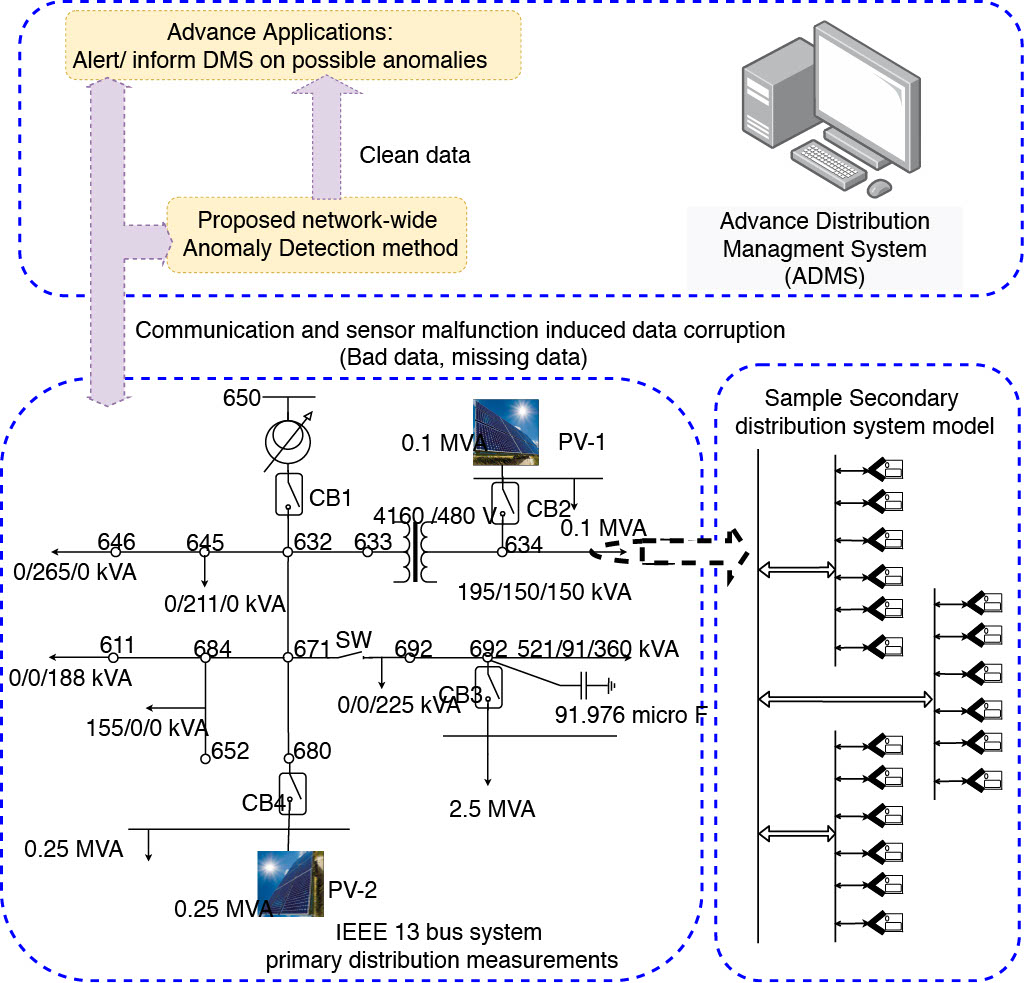 Advance Applications:
Alert/ inform DMS on possible anomalies
Clean data
Proposed network-wide
Anomaly Detection method
Advance Distribution
Managment System
(ADMS)
Communication and sensor malfunction induced data corruption
(Bad data, missing data)
650
CB1
0.1 MVA
PV-1
CB2
0.1 MVA
4160 /480 V
646
645
632
633
634
0/265/0 kVA
0/211/0 kVA
195/150/150 kVA
611
684
671
SW
692
692
521/91/360 kVA
0/0/188 kVA
0/0/225 kVA
CB3
91.976 micro F
155/0/0 kVA
652
680
CB4
2.5 MVA
0.25 MVA
PV-2
0.25 MVA
IEEE 13 bus system
primary distribution measurements
Sample Secondary
distribution system model